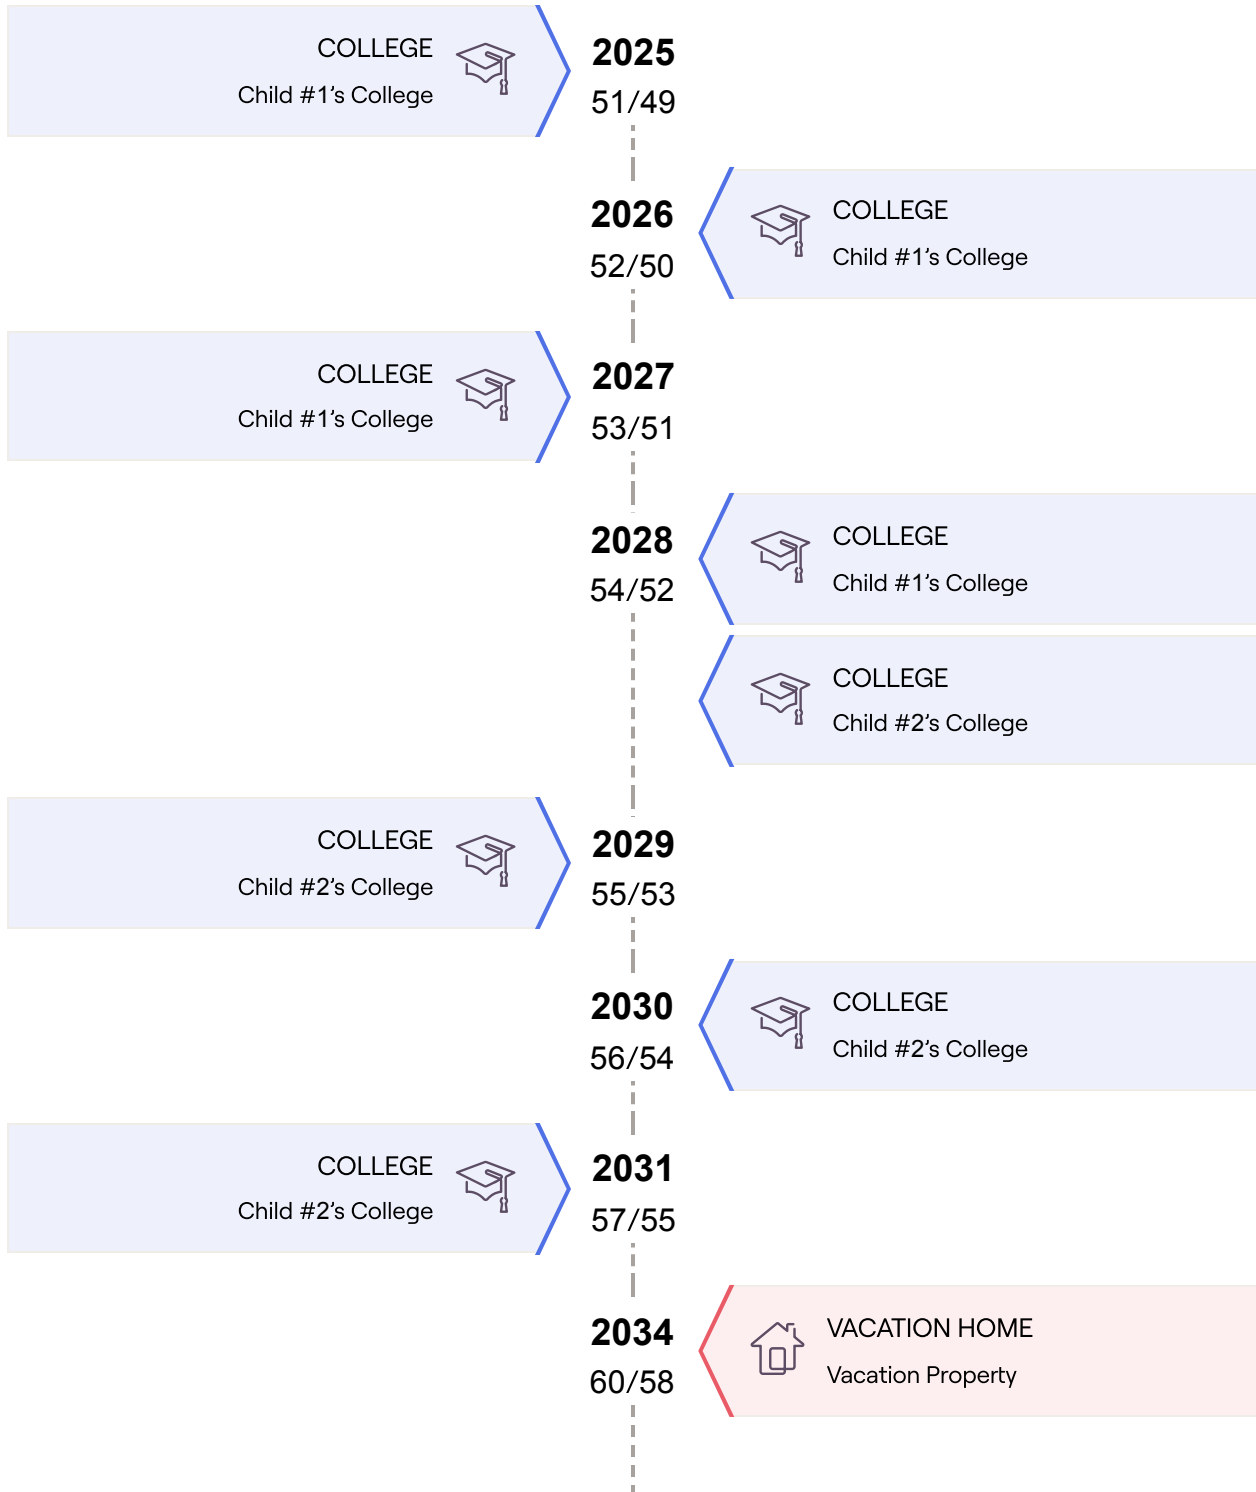 COLLEGE
Child #1’s College
2025
51/49
2026
52/50
COLLEGE
Child #1’s College
COLLEGE
Child #1’s College
2027
53/51
2028
54/52
COLLEGE
Child #1’s College
COLLEGE
Child #2’s College
COLLEGE
Child #2’s College
2029
55/53
2030
56/54
COLLEGE
Child #2’s College
COLLEGE
Child #2’s College
2031
57/55
2034
60/58
VACATION HOME
Vacation Property